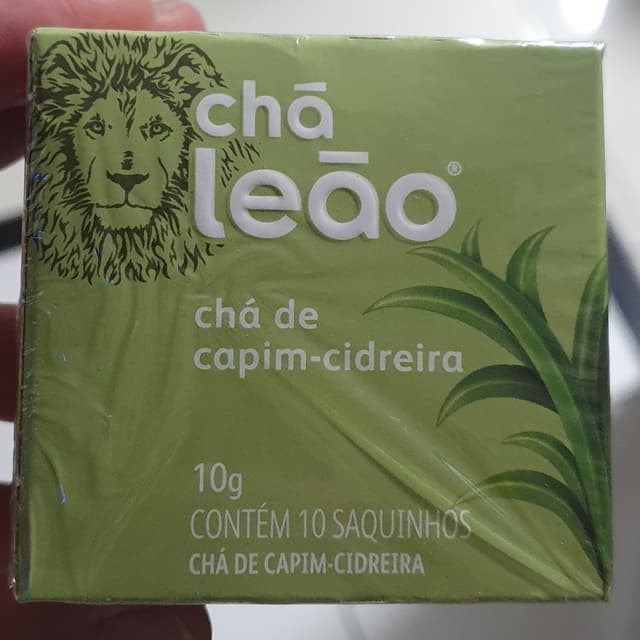 chá
leão®
chá de
capim-cidreira
10g
CONTÉM 10 SAQUINHOS
CHÁ DE CAPIM-CIDREIRA